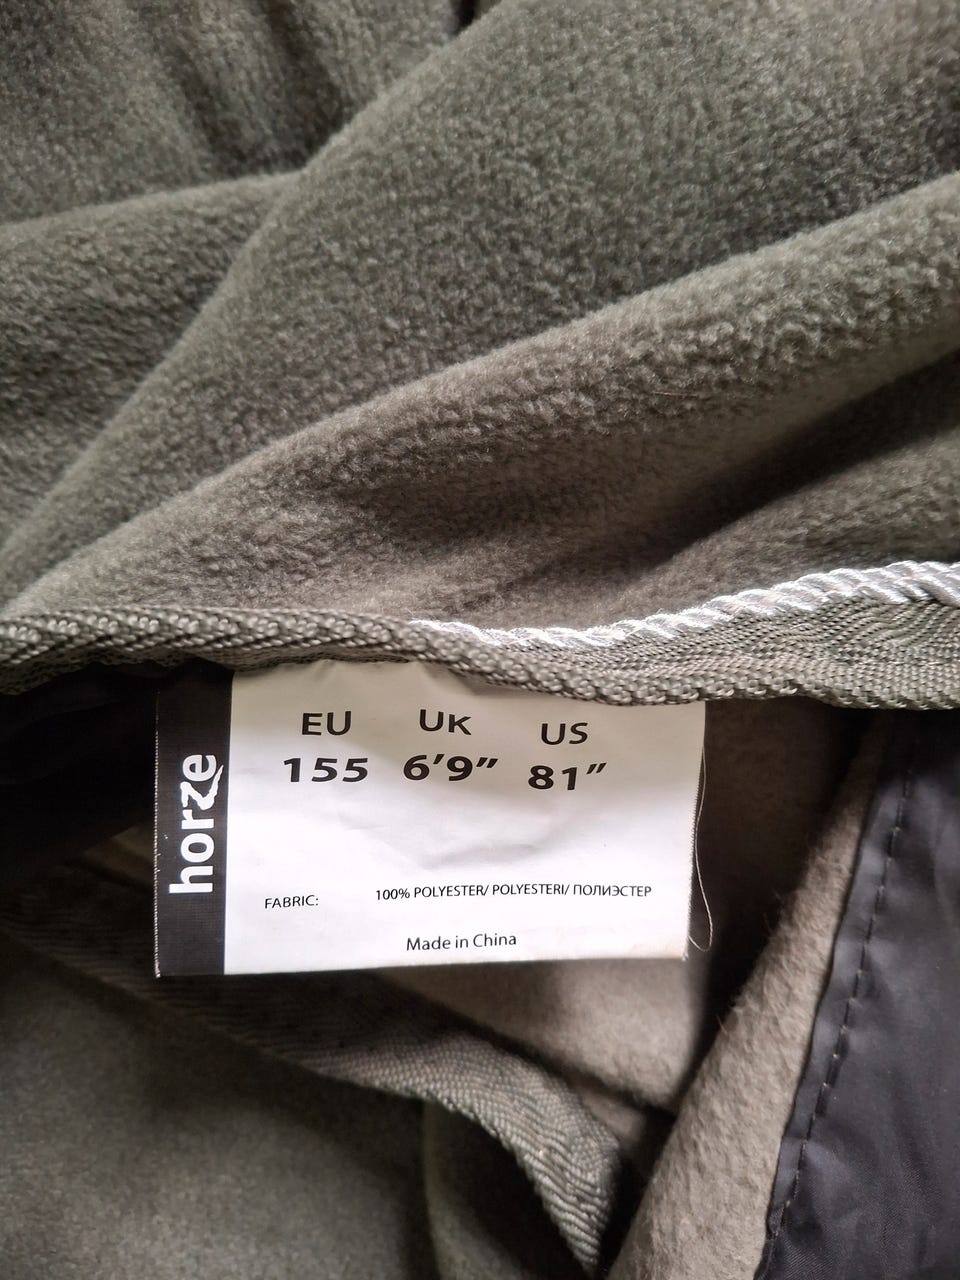 horze
EU UK US
155 6’9” 81”
FABRIC: 100% POLYESTER/ POLYESTERI/ ПОЛИЭСТЕР
Made in China